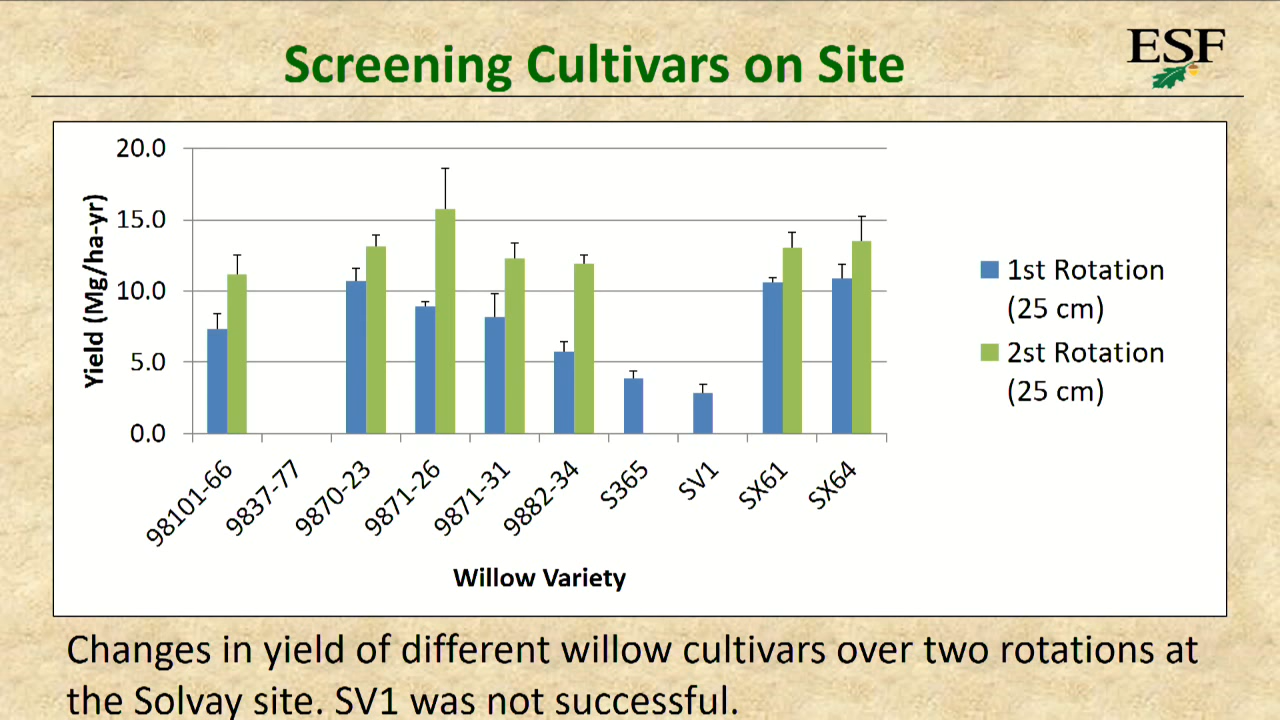 Screening Cultivars on Site
ESF
20.0
15.0
10.0
5.0
0.0
Yield (Mg/ha-yr)
98101-66
9837-77
9870-23
9871-26
9871-31
9882-34
S365
SV1
SX61
SX64
Willow Variety
1st Rotation
(25 cm)
2st Rotation
(25 cm)
Changes in yield of different willow cultivars over two rotations at
the Solvay site. SV1 was not successful.